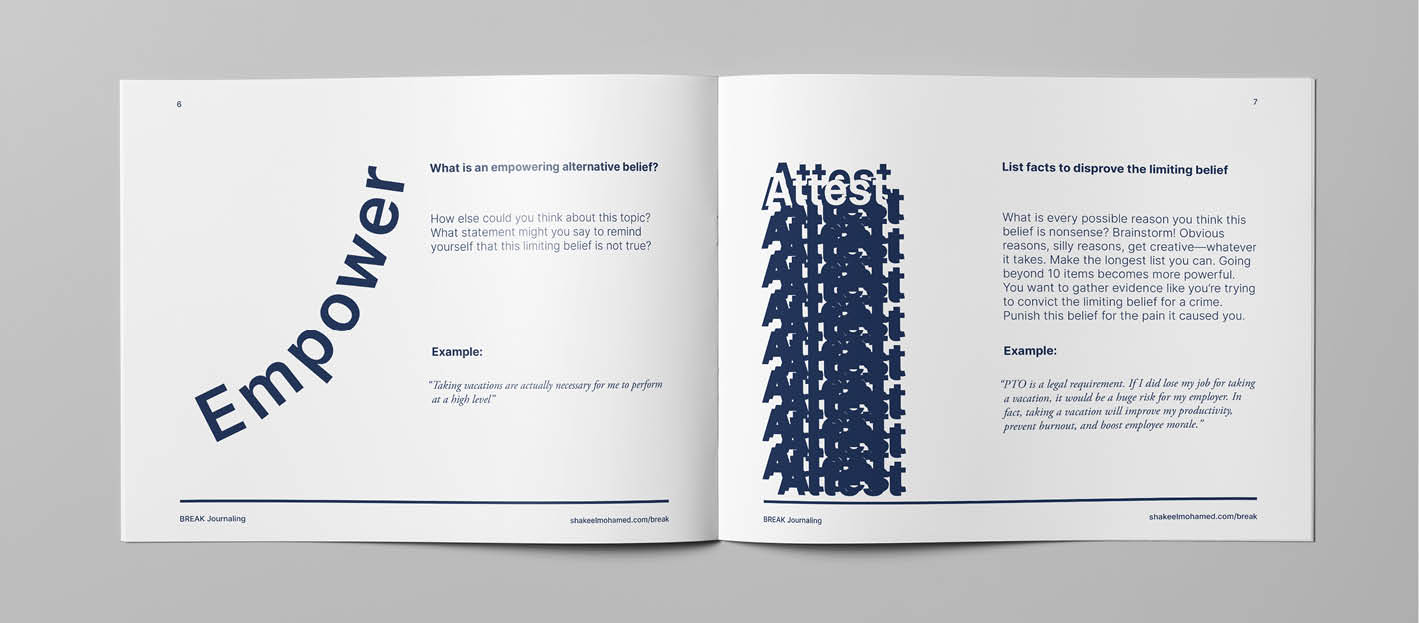 6
Empower
What is an empowering alternative belief?
How else could you think about this topic?
What statement might you say to remind
yourself that this limiting belief is not true?
Example:
“Taking vacations are actually necessary for me to perform
at a high level”
BREAK Journaling
shakeelmohamed.com/break
7
Attest
Attest
Attest
List facts to disprove the limiting belief
What is every possible reason you think this
belief is nonsense? Brainstorm! Obvious
reasons, silly reasons, get creative—whatever
it takes. Make the longest list you can. Going
beyond 10 items becomes more powerful.
You want to gather evidence like you’re trying
to convict the limiting belief for a crime.
Punish this belief for the pain it caused you.
Example:
“PTO is a legal requirement. If I did lose my job for taking
a vacation, it would be a huge risk for my employer. In
fact, taking a vacation will improve my productivity,
prevent burnout, and boost employee morale.”
BREAK Journaling
shakeelmohamed.com/break